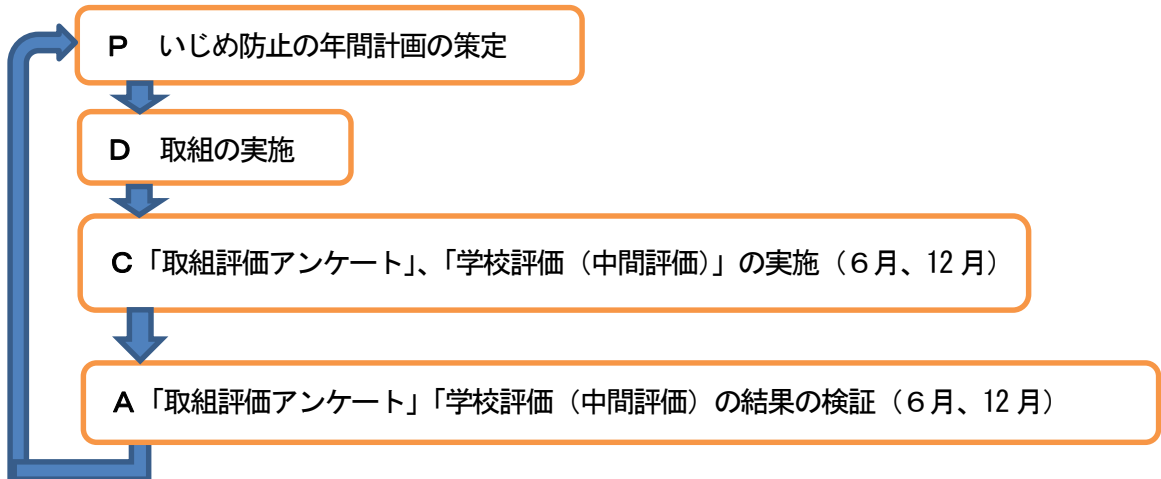 P　いじめ防止の年間計画の策定
D　取組の実施
C「取組評価アンケート」、「学校評価（中間評価）」の実施（６月、12 月）
A「取組評価アンケート」「学校評価（中間評価）の結果の検証（６月、12 月）